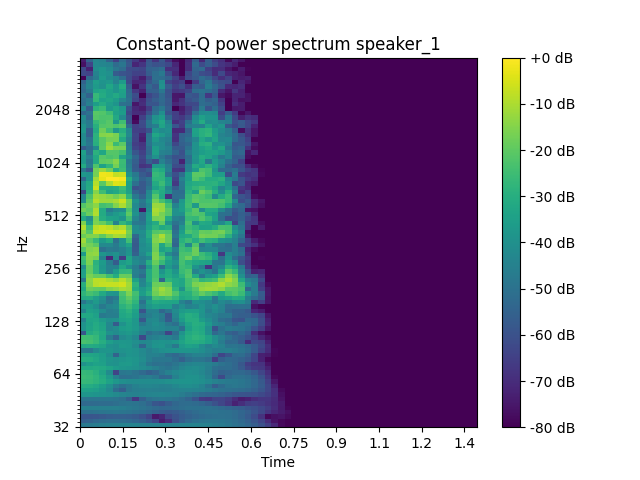 Constant-Q power spectrum speaker_1
Hz
2048
1024
512
256
128
64
32
0 0.15 0.3 0.45 0.6 0.75 0.9 1.1 1.2 1.4
Time
+0 dB
-10 dB
-20 dB
-30 dB
-40 dB
-50 dB
-60 dB
-70 dB
-80 dB